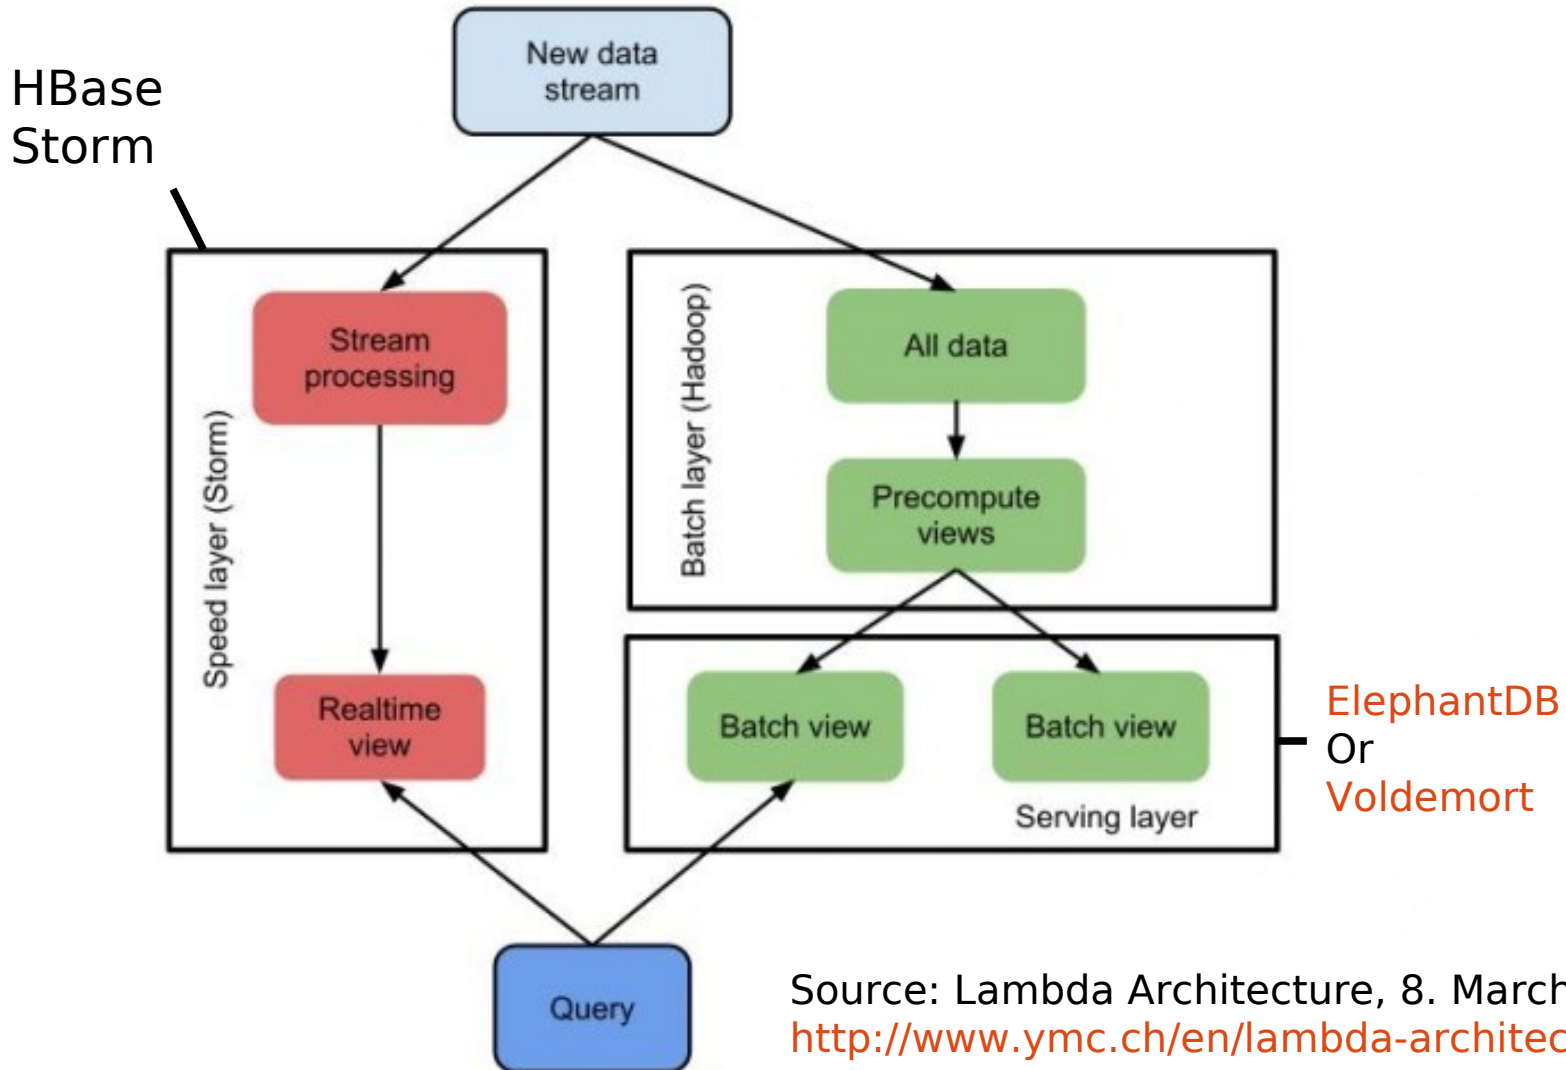 New data
stream
HBase
Storm
Speed layer (Storm)
Stream
processing
Realtime
view
Batch layer (Hadoop)
All data
Precompute
views
Batch view
Batch view
Serving layer
ElephantDB
Or
Voldemort
Query
Source: Lambda Architecture, 8. March
http://www.ymc.ch/en/lambda-architec